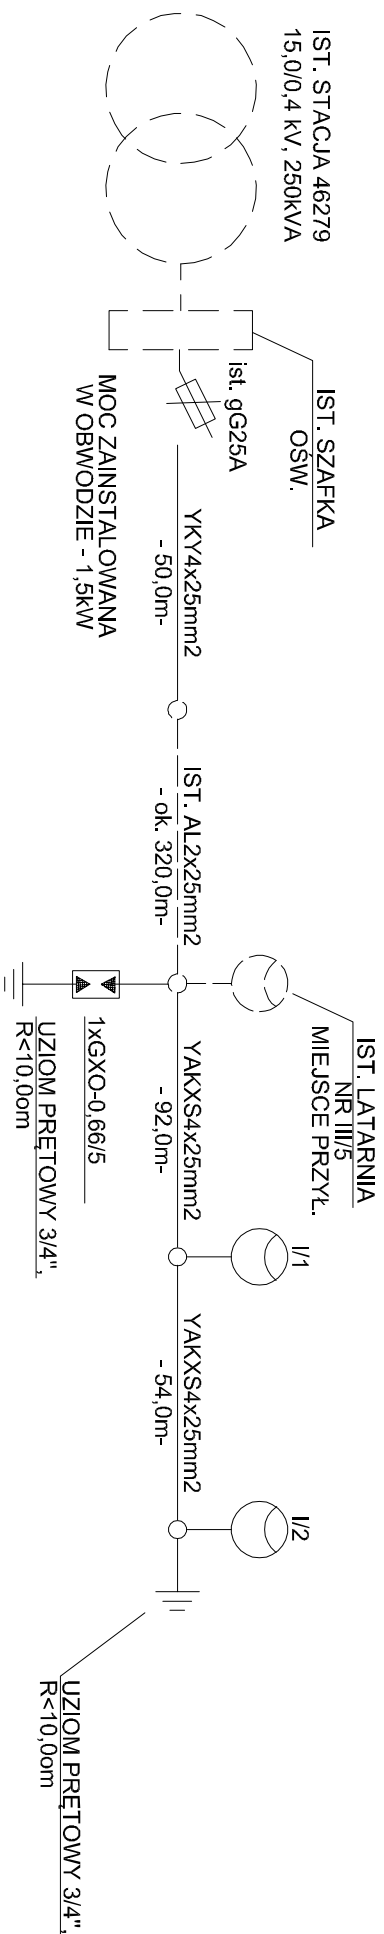 IST. STACJA 46279
15,0/0,4 kV, 250kVA
IST. SZAFKA
OŚW.
ist. gG25A
MOC ZAINSTALOWANA
W OBWODZIE - 1,5kW
YKY4x25mm2
- 50,0m-
IST. AL2x25mm2
- ok. 320,0m-
IST. LATARNIA
NR III/5
MIEJSCE PRZYŁ.
1xGXO-0,66/5
UZIOM PRĘTOWY 3/4",
R<10,0om
YAKXS4x25mm2
- 92,0m-
I/1
YAKXS4x25mm2
- 54,0m-
I/2
UZIOM PRĘTOWY 3/4",
R<10,0om